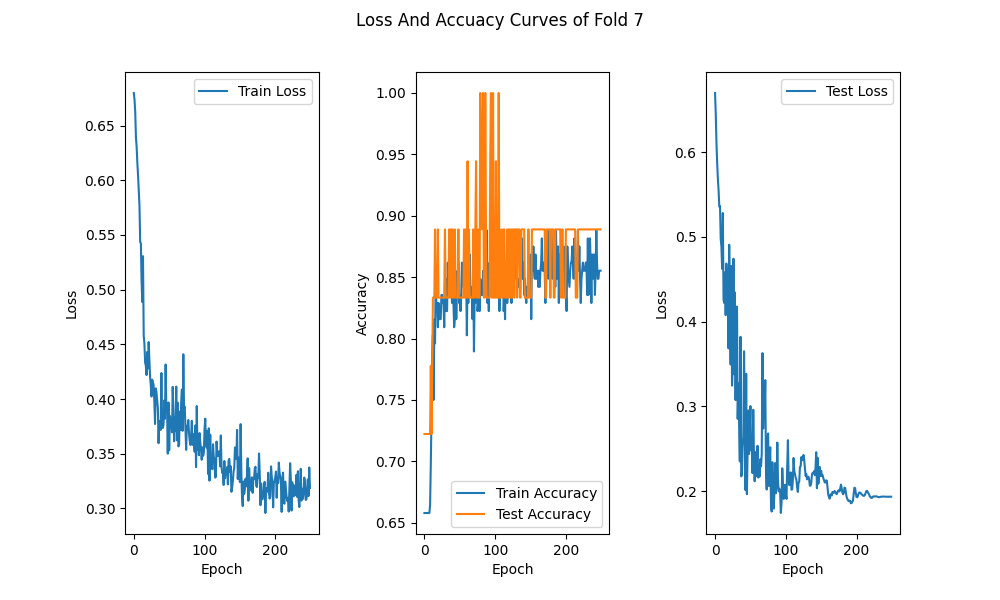 Loss And Accuacy Curves of Fold 7
Train Loss
0.65
0.60
0.55
0.50
0.45
0.40
0.35
0.30
Loss
0
100
200
Epoch
1.00
0.95
0.90
0.85
0.80
0.75
0.70
0.65
Accuracy
Train Accuracy
Test Accuracy
0
100
200
Epoch
Test Loss
0.6
0.5
0.4
0.3
0.2
Loss
0
100
200
Epoch